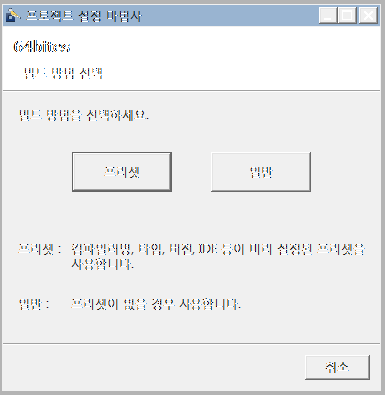 프로젝트 설정 마법사
64bites
빌드 방법 선택
빌드 방법을 선택하세요.
프리셋
일반
프리셋 : 컴파일러명, 타입, 버전, IDE 등이 미리 설정된 프리셋을
사용합니다.
일반 : 프리셋이 없을 경우 사용합니다.
취소